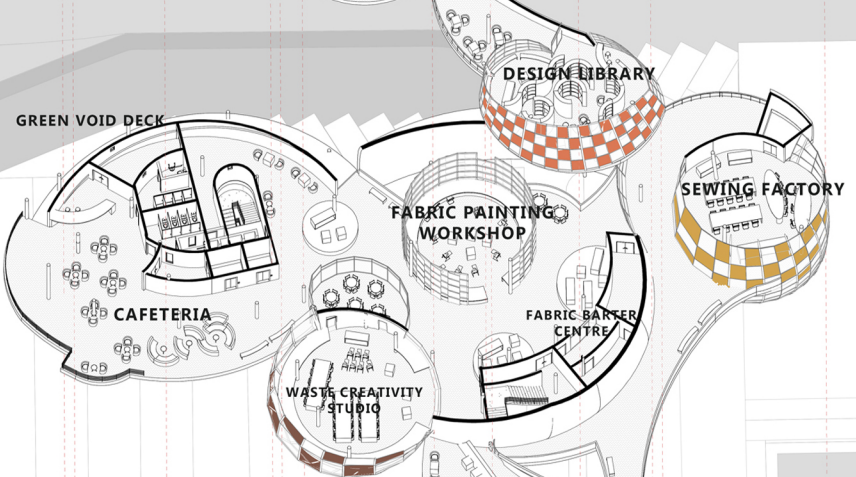 DESIGN LIBRARY
GREEN VOID DECK
SEWING FACTORY
FABRIC PAINTING
WORKSHOP
CAFETERIA
FABRIC BARTER
CENTRE
WASTE CREATIVITY
STUDIO